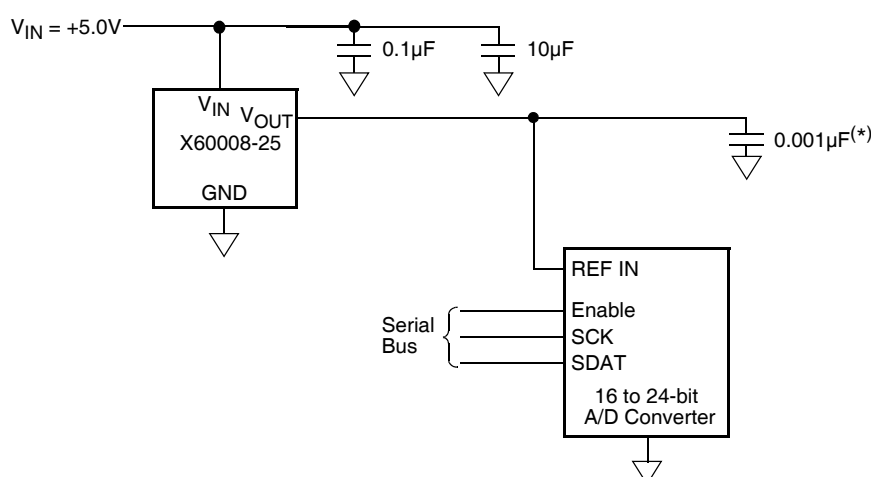 V_IN = +5.0V
0.1µF
10µF
V_IN
V_OUT
X60008-25
GND
0.001µF(*)
REF IN
Enable
Serial
Bus
SCK
SDAT
16 to 24-bit
A/D Converter